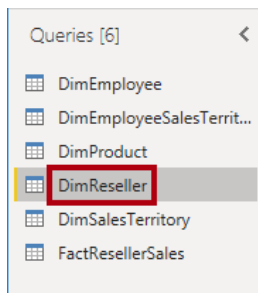 Queries [6]
DimEmployee
DimEmployeeSalesTerrit...
DimProduct
DimReseller
DimSalesTerritory
FactResellerSales